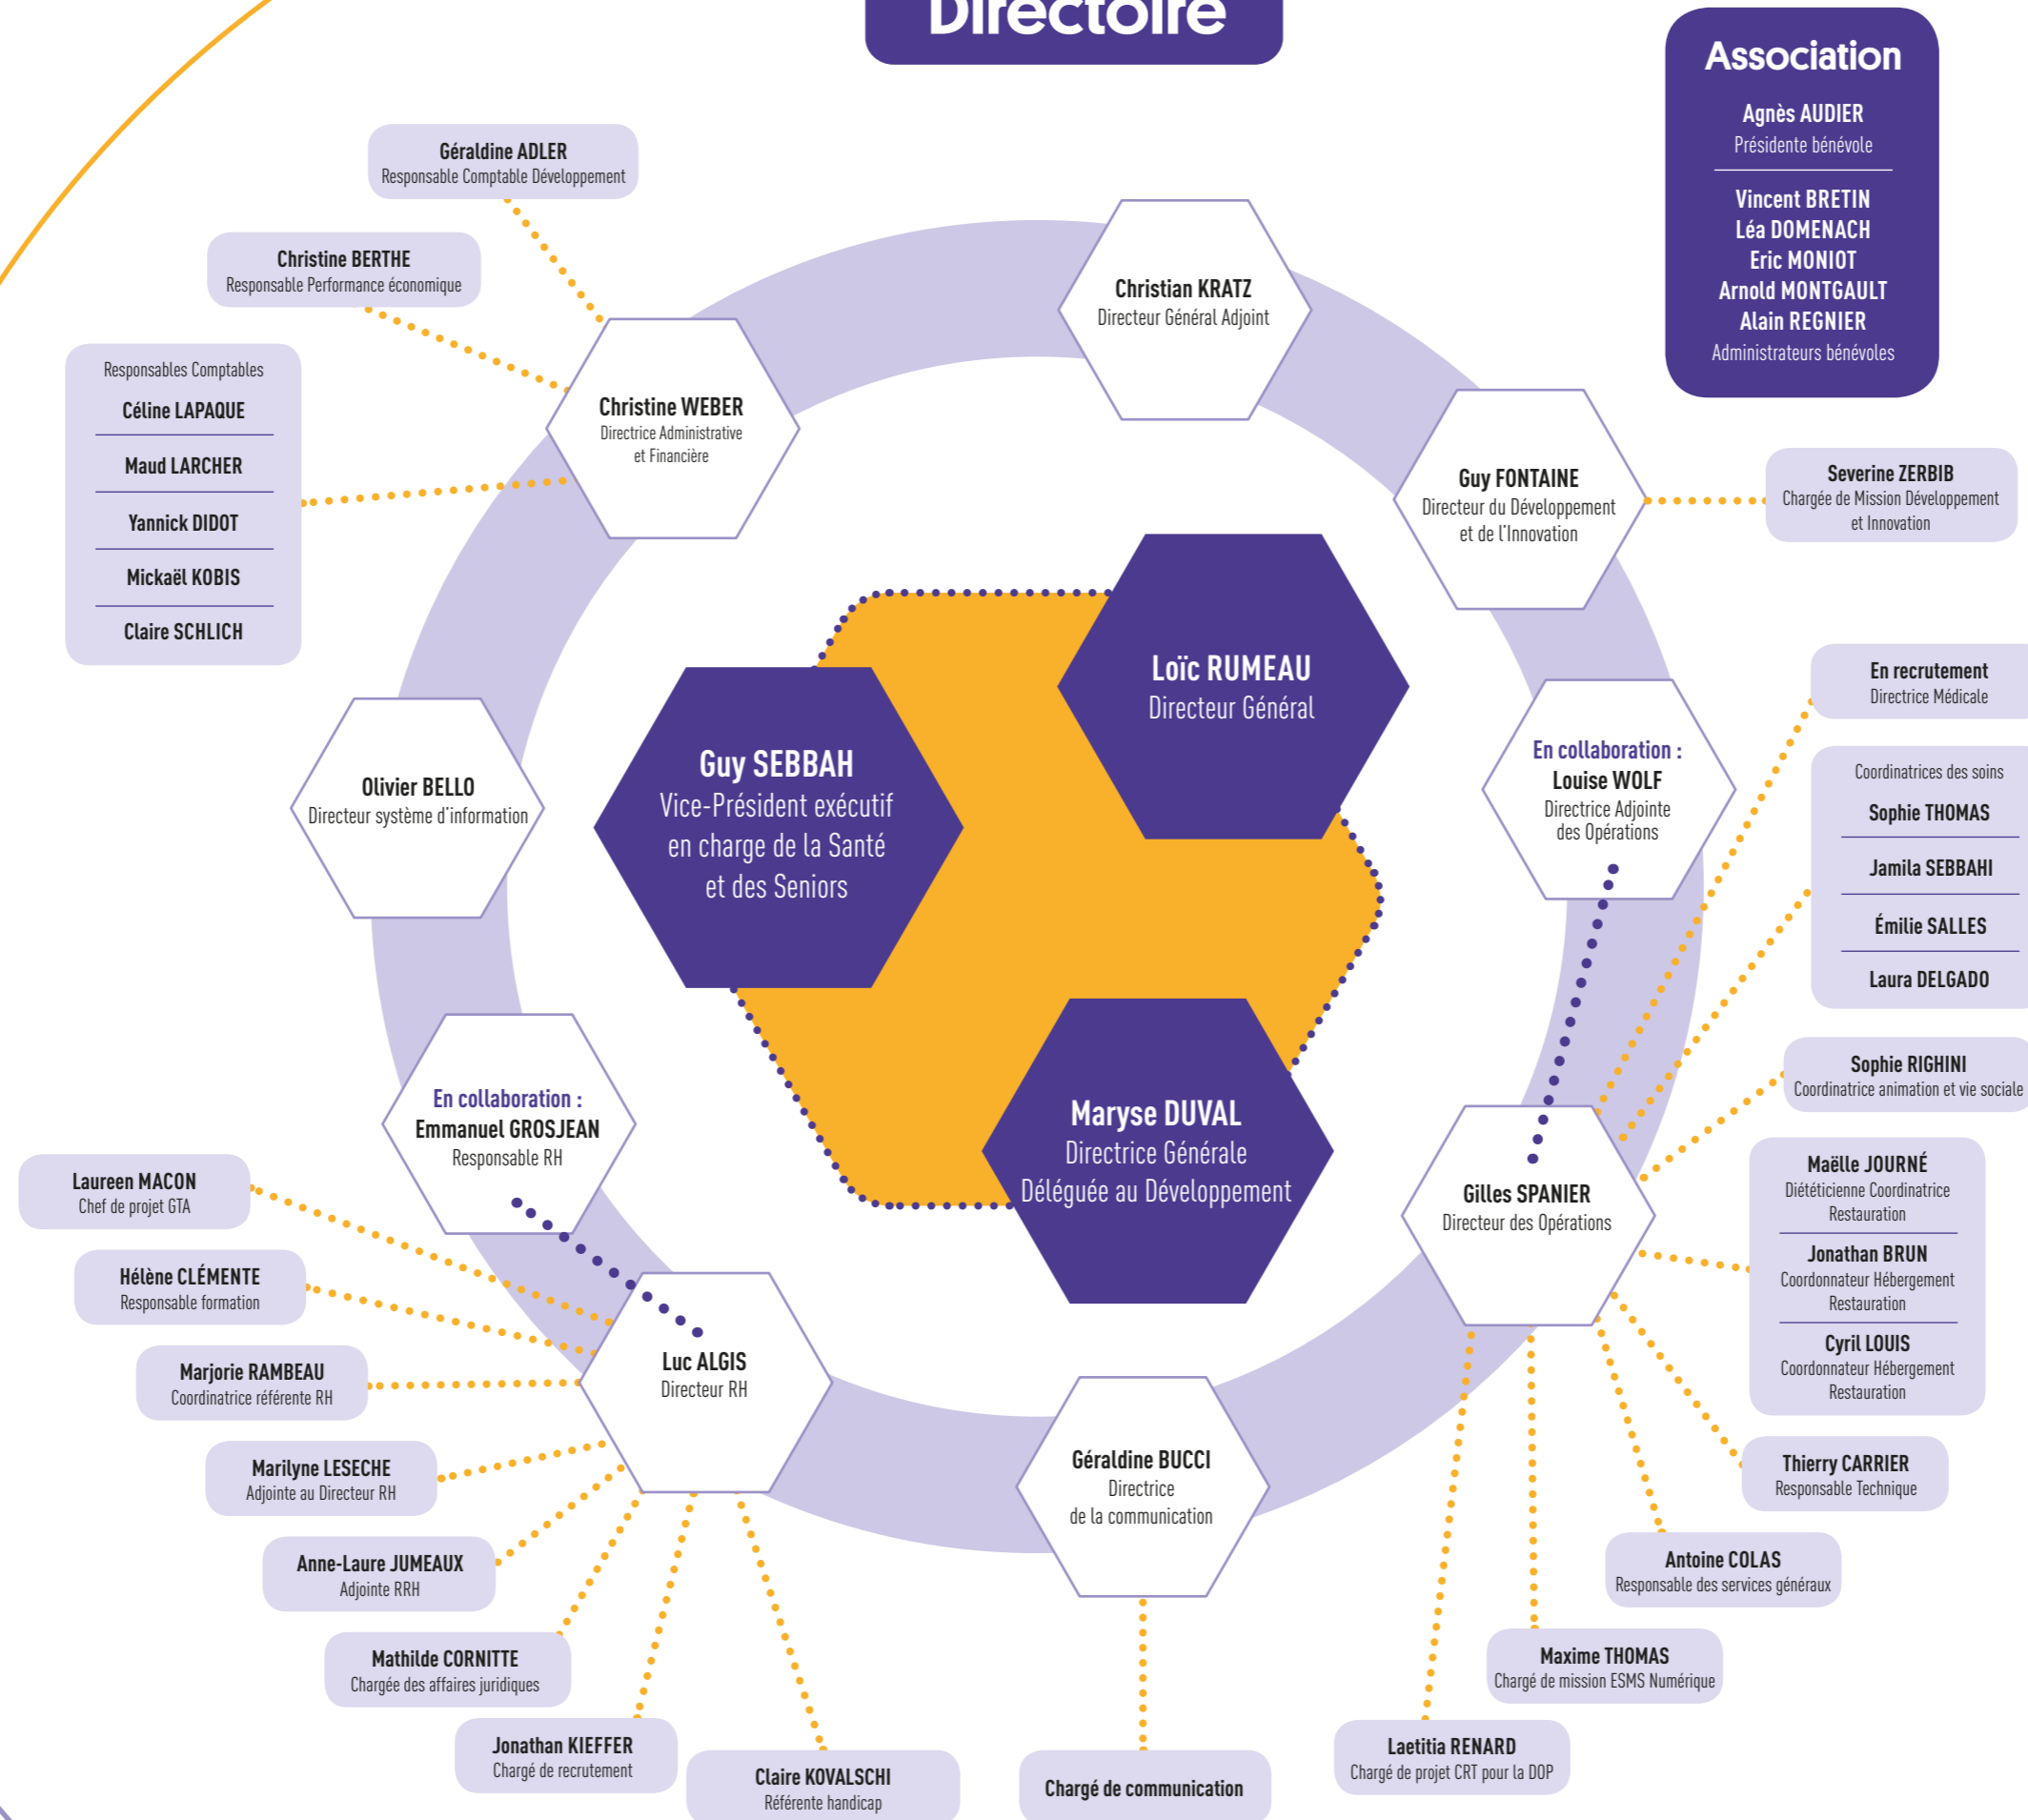 Directoire
Association
Agnès AUDIER
Présidente bénévole
Vincent BRETIN
Léa DOMENACH
Eric MONIOT
Arnold MONTGAULT
Alain REGNIER
Administrateurs bénévoles
Géraldine ADLER
Responsable Comptable Développement
Christine BERTHE
Responsable Performance économique
Responsables Comptables
Céline LAPAQUE
Maud LARCHER
Yannick DIDOT
Mickaël KOBIS
Claire SCHLICH
Christine WEBER
Directrice Administrative
et Financière
Christian KRATZ
Directeur Général Adjoint
Guy FONTAINE
Directeur du Développement
et de l'Innovation
Severine ZERBIB
Chargée de Mission Développement
et Innovation
Loïc RUMEAU
Directeur Général
Guy SEBBAH
Vice-Président exécutif
en charge de la Santé
et des Seniors
Maryse DUVAL
Directrice Générale
Déléguée au Développement
Olivier BELLO
Directeur système d'information
En collaboration :
Louise WOLF
Directrice Adjointe
des Opérations
En recrutement
Directrice Médicale
Coordinatrices des soins
Sophie THOMAS
Jamila SEBBAHI
Émilie SALLES
Laura DELGADO
Sophie RIGHINI
Coordinatrice animation et vie sociale
Maëlle JOURNÉ
Diététicienne Coordinatrice
Restauration
Jonathan BRUN
Coordonnateur Hébergement
Restauration
Cyril LOUIS
Coordonnateur Hébergement
Restauration
Gilles SPANIER
Directeur des Opérations
Thierry CARRIER
Responsable Technique
Antoine COLAS
Responsable des services généraux
Maxime THOMAS
Chargé de mission ESMS Numérique
Laetitia RENARD
Chargé de projet CRT pour la DOP
En collaboration :
Emmanuel GROSJEAN
Responsable RH
Luc ALGIS
Directeur RH
Géraldine BUCCI
Directrice
de la communication
Chargé de communication
Laureen MACON
Chef de projet GTA
Hélène CLÉMENTE
Responsable formation
Marjorie RAMBEAU
Coordinatrice référente RH
Marilyne LESECHE
Adjointe au Directeur RH
Anne-Laure JUMEAUX
Adjointe RRH
Mathilde CORNITTE
Chargée des affaires juridiques
Jonathan KIEFFER
Chargé de recrutement
Claire KOVALSCHI
Référente handicap